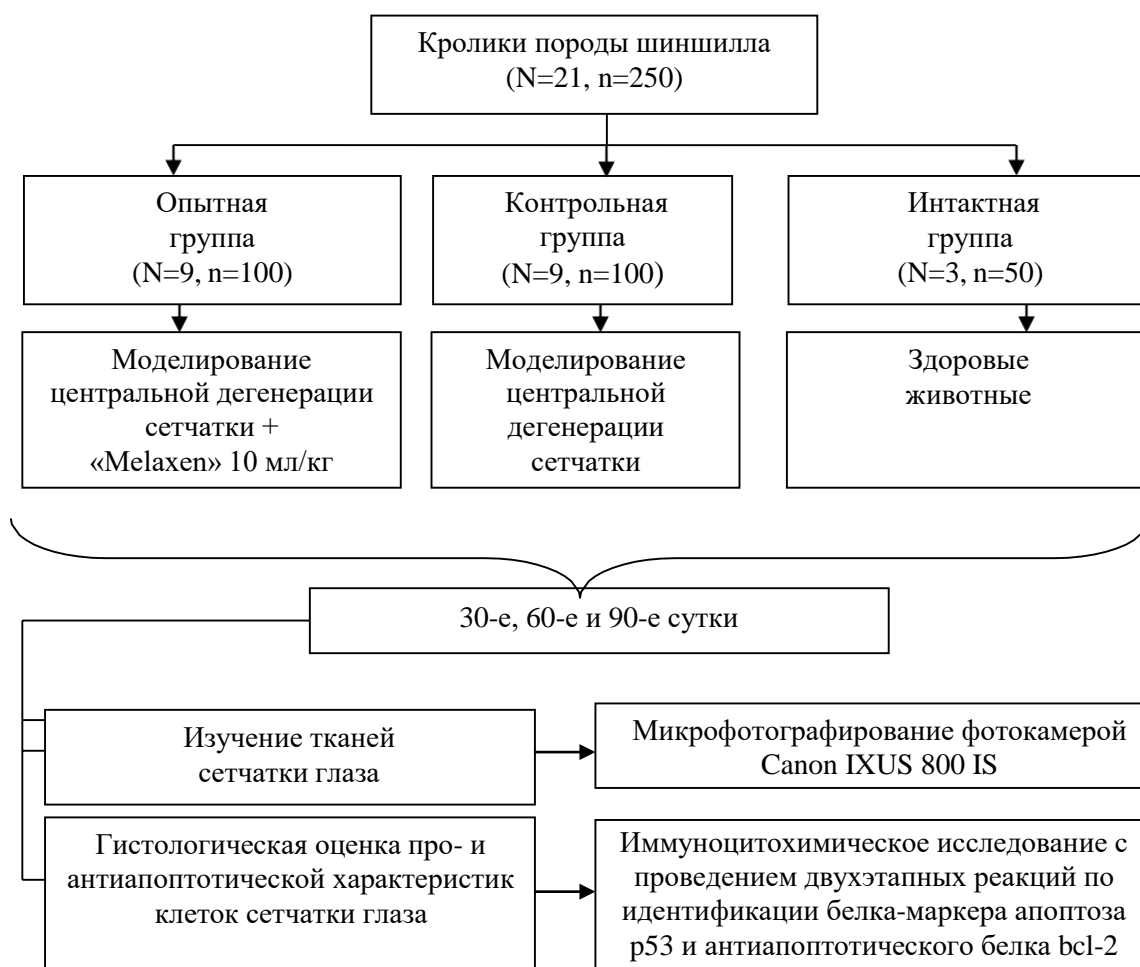 Кролики породы шиншилла
(N=21, n=250)
Опытная
группа
(N=9, n=100)
Контрольная
группа
(N=9, n=100)
Интактная
группа
(N=3, n=50)
Моделирование
центральной дегенерации
сетчатки +
«Melaxen» 10 мл/кг
Моделирование
центральной
дегенерации
сетчатки
Здоровые
животные
30-е, 60-е и 90-е сутки
Изучение тканей
сетчатки глаза
Микрофотографирование фотокамерой
Canon IXUS 800 IS
Гистологическая оценка про- и
антиапоптотической характеристик
клеток сетчатки глаза
Иммуноцитохимическое исследование с
проведением двухэтапных реакций по
идентификации белка-маркера апоптоза
p53 и антиапоптотического белка bcl-2